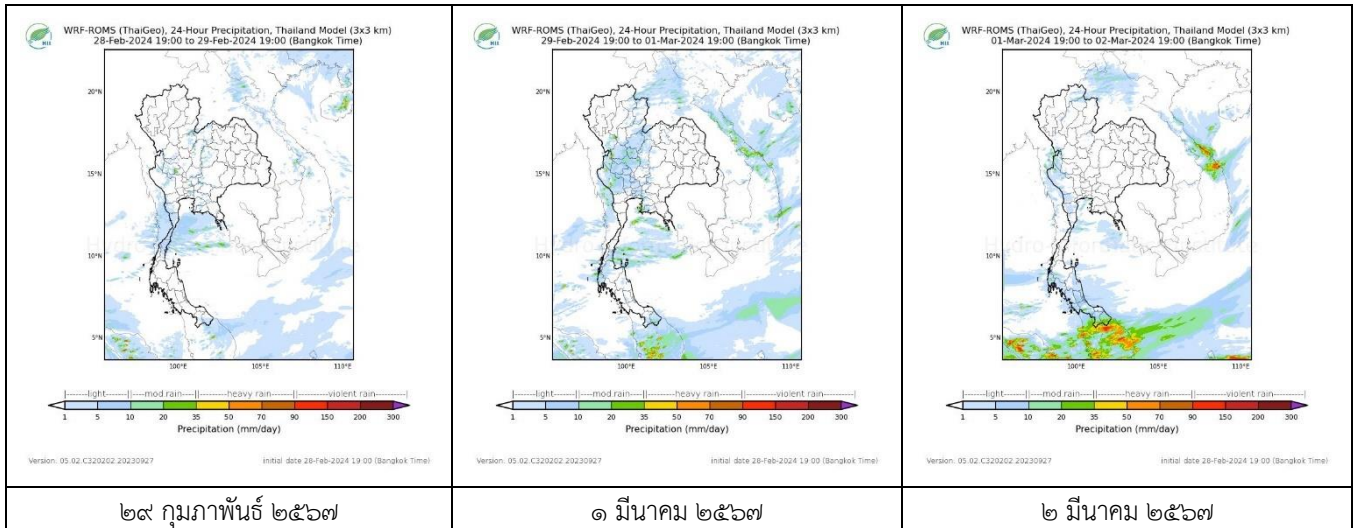 WRF-ROMS (ThaiGeo), 24-Hour Precipitation, Thailand Model (3x3 km)
28-Feb-2024 19:00 to 29-Feb-2024 19:00 (Bangkok Time)
20°N
15°N
10°N
5°N
100°E 105°E 110°E
light mod.rain heavy rain violent rain
1 5 10 20 35 50 70 90 150 200 300
Precipitation (mm/day)
Version: 05.02.C320202.20230927 initial date 28-Feb-2024 19:00 (Bangkok Time)
๒๙ กุมภาพันธ์ ๒๕๖๗
WRF-ROMS (ThaiGeo), 24-Hour Precipitation, Thailand Model (3x3 km)
29-Feb-2024 19:00 to 01-Mar-2024 19:00 (Bangkok Time)
20°N
15°N
10°N
5°N
100°E 105°E 110°E
light mod.rain heavy rain violent rain
1 5 10 20 35 50 70 90 150 200 300
Precipitation (mm/day)
Version: 05.02.C320202.20230927 initial date 28-Feb-2024 19:00 (Bangkok Time)
๑ มีนาคม ๒๕๖๗
WRF-ROMS (ThaiGeo), 24-Hour Precipitation, Thailand Model (3x3 km)
01-Mar-2024 19:00 to 02-Mar-2024 19:00 (Bangkok Time)
20°N
15°N
10°N
5°N
100°E 105°E 110°E
light mod.rain heavy rain violent rain
1 5 10 20 35 50 70 90 150 200 300
Precipitation (mm/day)
Version: 05.02.C320202.20230927 initial date 28-Feb-2024 19:00 (Bangkok Time)
๒ มีนาคม ๒๕๖๗